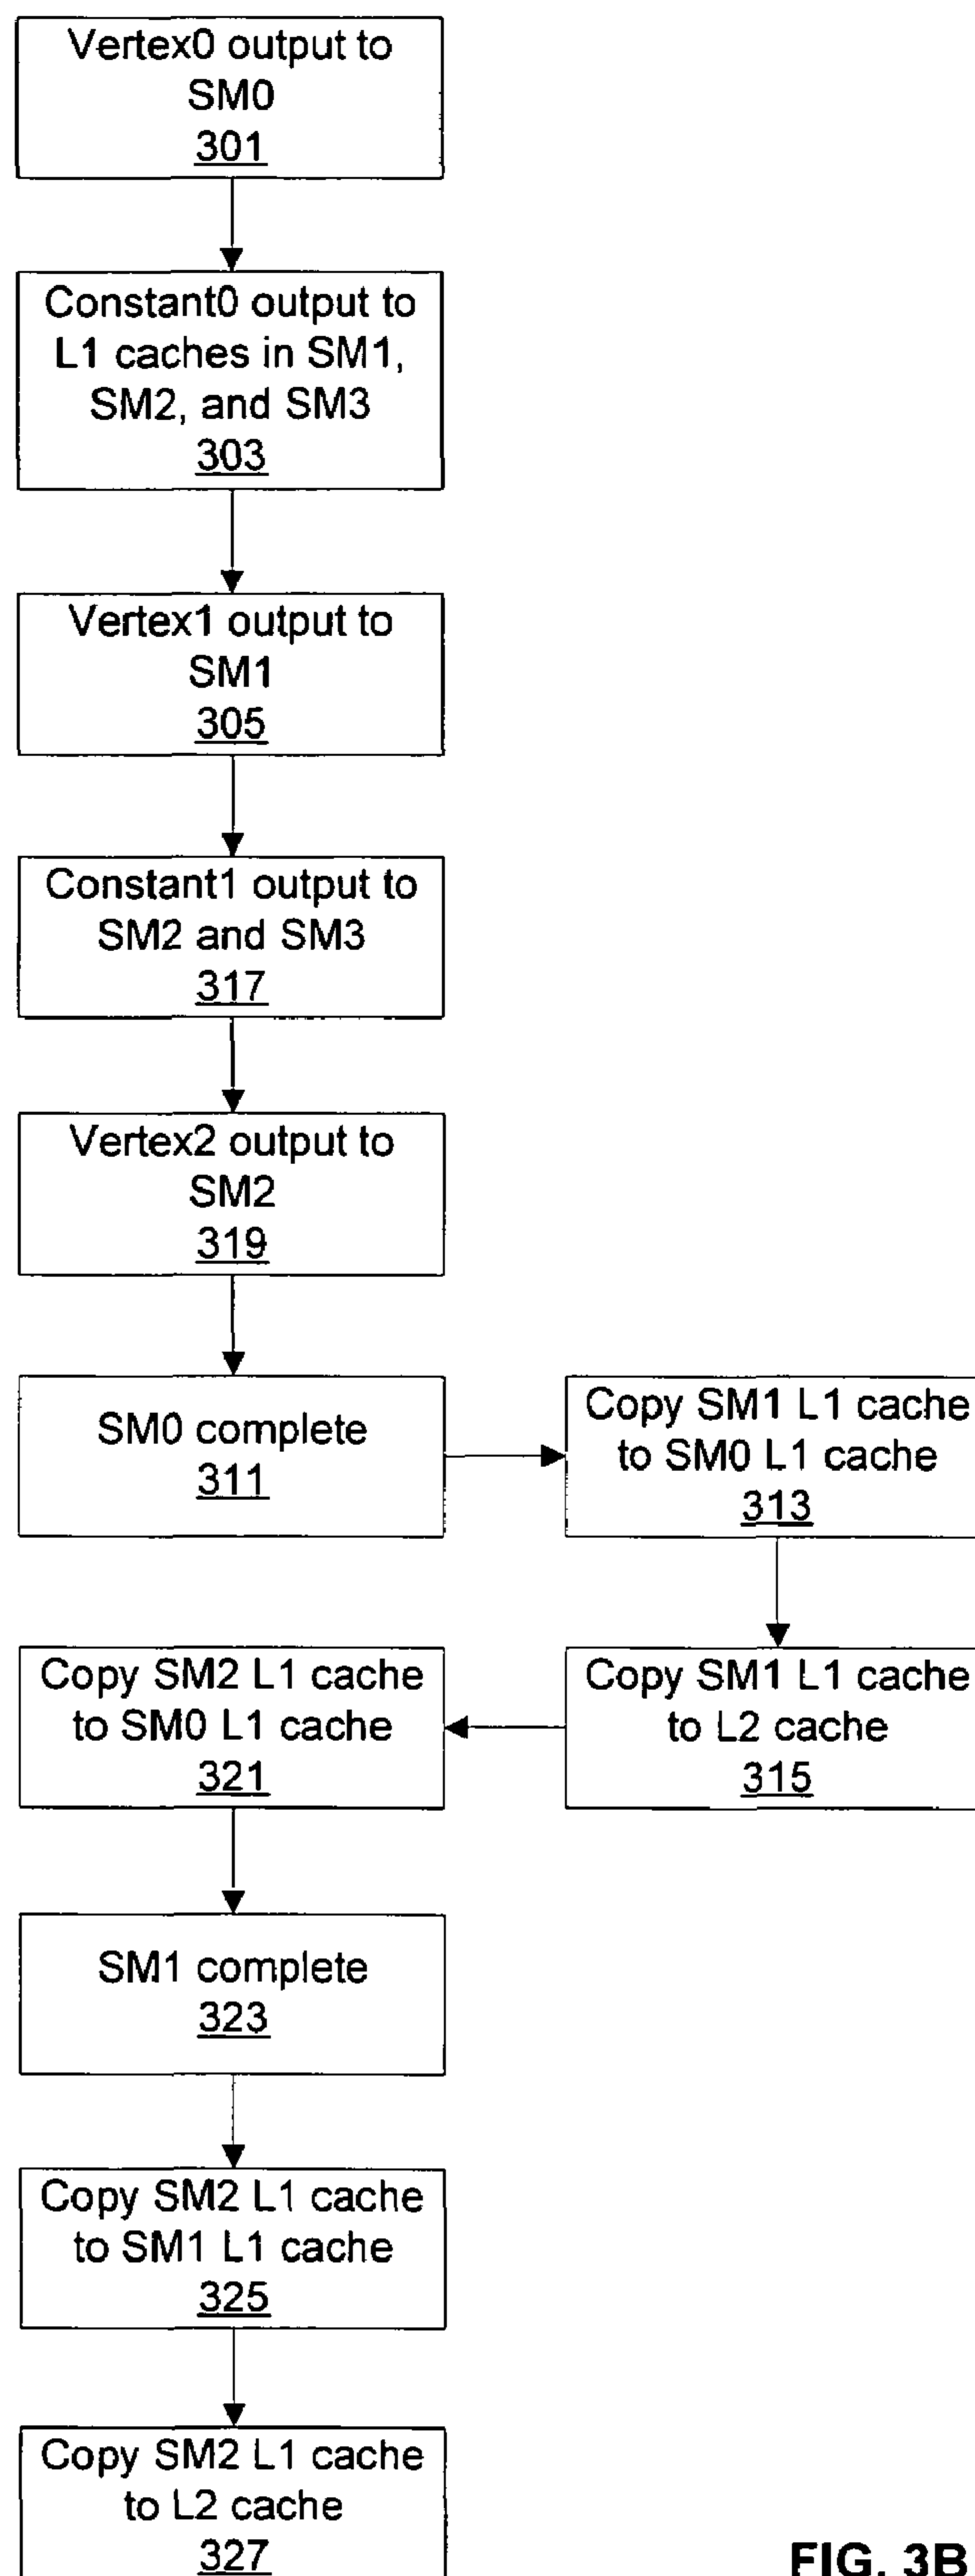 Vertex0 output to
SM0
301
Constant0 output to
L1 caches in SM1,
SM2, and SM3
303
Vertex1 output to
SM1
305
Constant1 output to
SM2 and SM3
317
Vertex2 output to
SM2
319
SM0 complete
311
Copy SM1 L1 cache
to SM0 L1 cache
313
Copy SM1 L1 cache
to L2 cache
315
Copy SM2 L1 cache
to SM0 L1 cache
321
SM1 complete
323
Copy SM2 L1 cache
to SM1 L1 cache
325
Copy SM2 L1 cache
to L2 cache
327
FIG. 3B